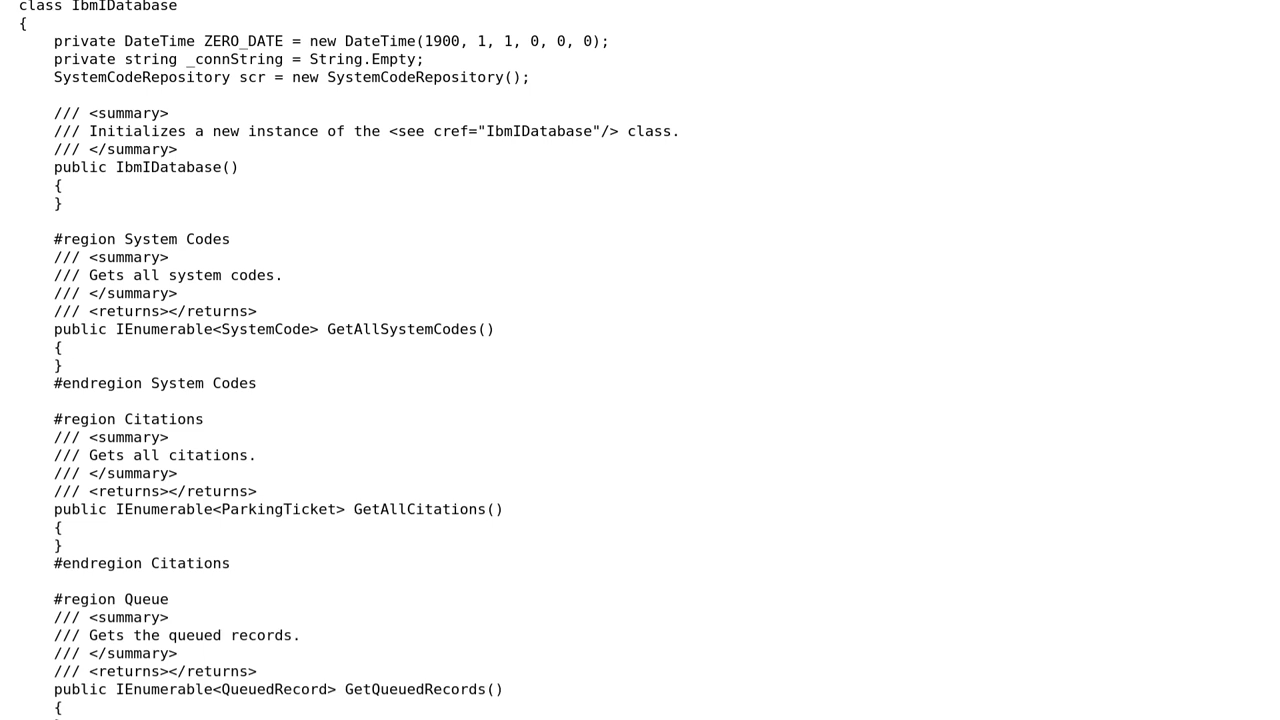 class IbmIDatabase
{
    private DateTime ZERO_DATE = new DateTime(1900, 1, 1, 0, 0, 0);
    private string _connString = String.Empty;
    SystemCodeRepository scr = new SystemCodeRepository();

    /// <summary>
    /// Initializes a new instance of the <see cref="IbmIDatabase"/> class.
    /// </summary>
    public IbmIDatabase()
    {
    }

    #region System Codes
    /// <summary>
    /// Gets all system codes.
    /// </summary>
    /// <returns></returns>
    public IEnumerable<SystemCode> GetAllSystemCodes()
    {
    }
    #endregion System Codes

    #region Citations
    /// <summary>
    /// Gets all citations.
    /// </summary>
    /// <returns></returns>
    public IEnumerable<ParkingTicket> GetAllCitations()
    {
    }
    #endregion Citations

    #region Queue
    /// <summary>
    /// Gets the queued records.
    /// </summary>
    /// <returns></returns>
    public IEnumerable<QueuedRecord> GetQueuedRecords()
    {